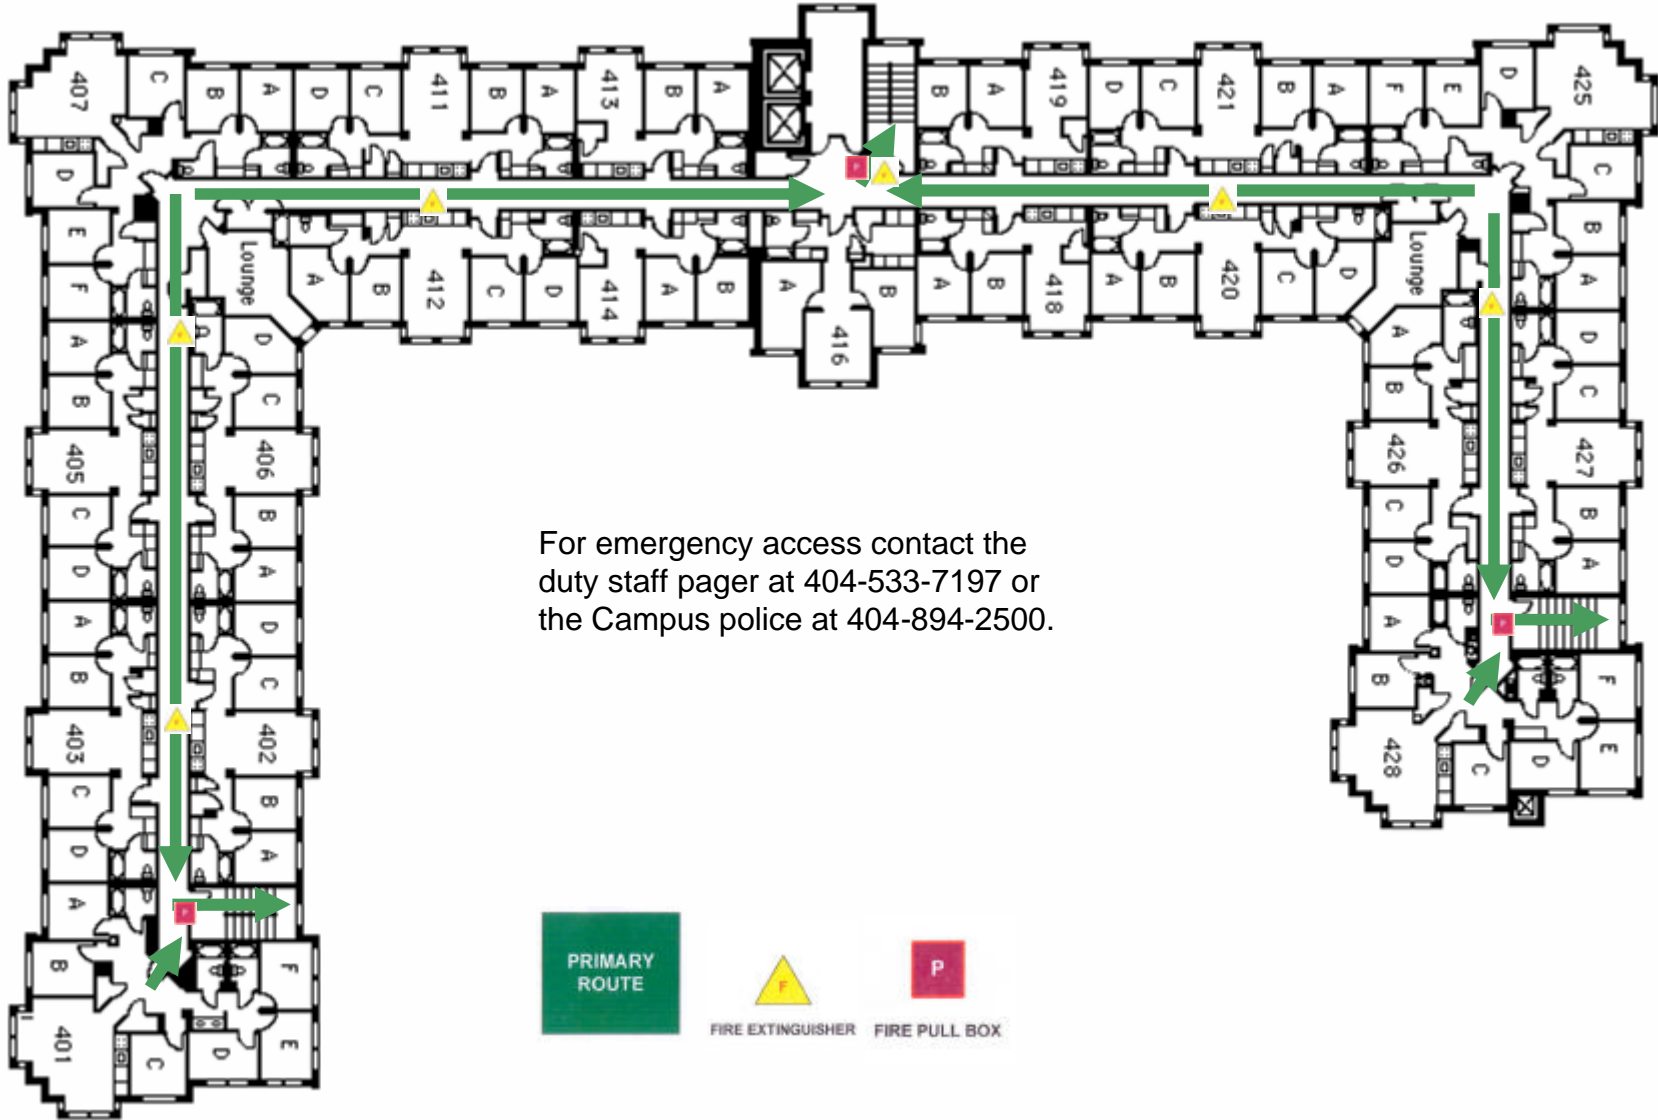 407
C
B
A
D
C
411
B
A
413
B
A
B
A
419
D
C
421
B
A
F
E
D
425
D
C
P
F
F
F
E
Lounge
A
B
412
C
D
414
A
B
A
B
416
A
B
418
A
B
420
C
D
Lounge
B
A
F
F
F
A
D
A
D
B
C
B
C
405
406
426
427
C
B
C
B
D
A
D
A
For emergency access contact the
duty staff pager at 404-533-7197 or
the Campus police at 404-894-2500.
A
D
A
P
B
C
B
F
403
F
402
428
C
D
E
C
B
D
A
A
P
B
F
401
C
D
E
PRIMARY
ROUTE
F
FIRE EXTINGUISHER
P
FIRE PULL BOX